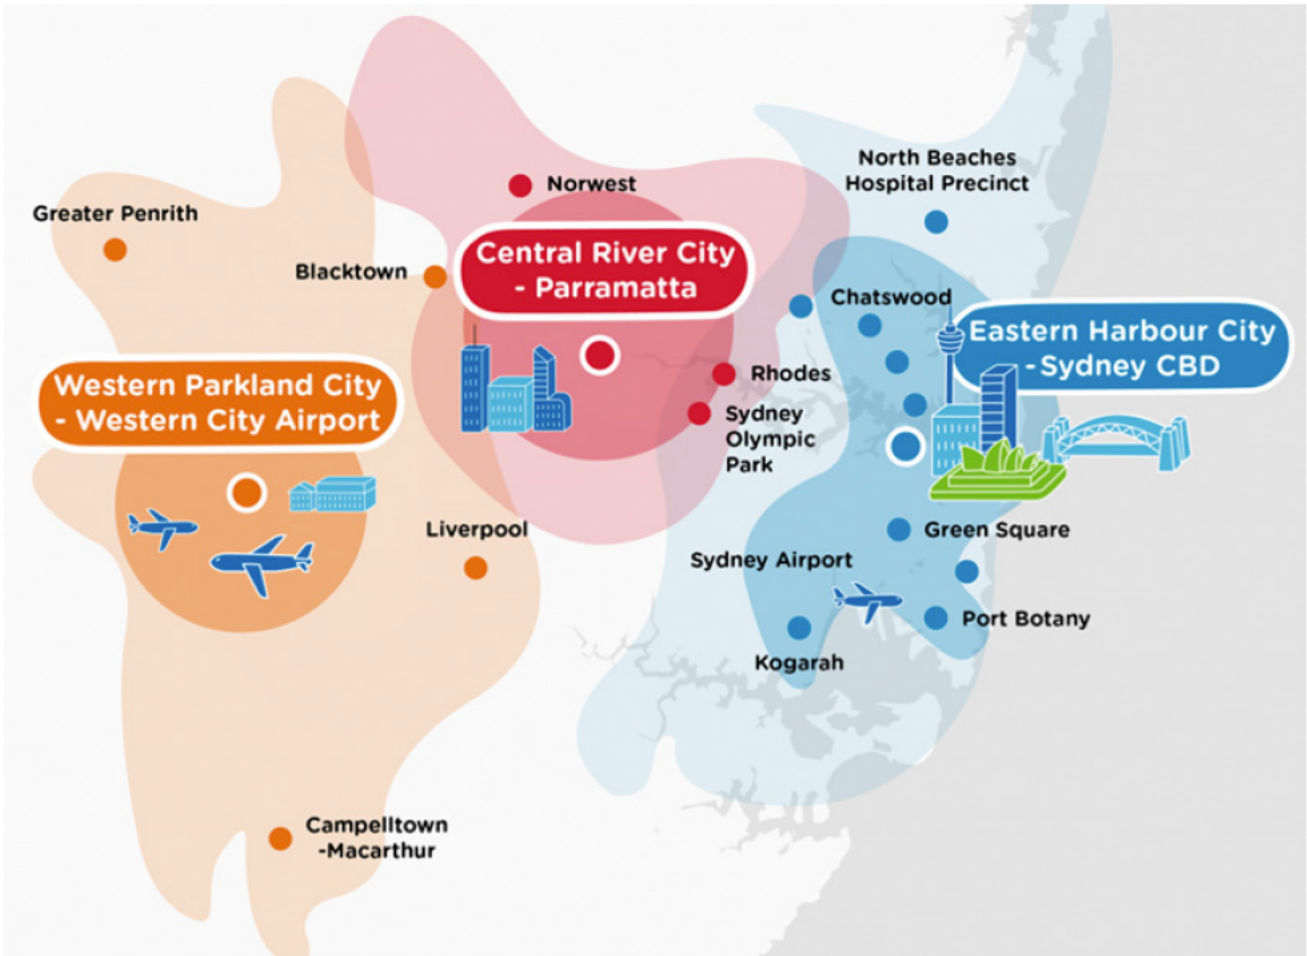 North Beaches
Hospital Precinct
Norwest
Greater Penrith
Central River City
- Parramatta
Blacktown
Chatswood
Eastern Harbour City
-Sydney CBD
Western Parkland City
- Western City Airport
Rhodes
Sydney
Olympic
Park
Liverpool
Green Square
Sydney Airport
Port Botany
Kogarah
Campelltown
-Macarthur